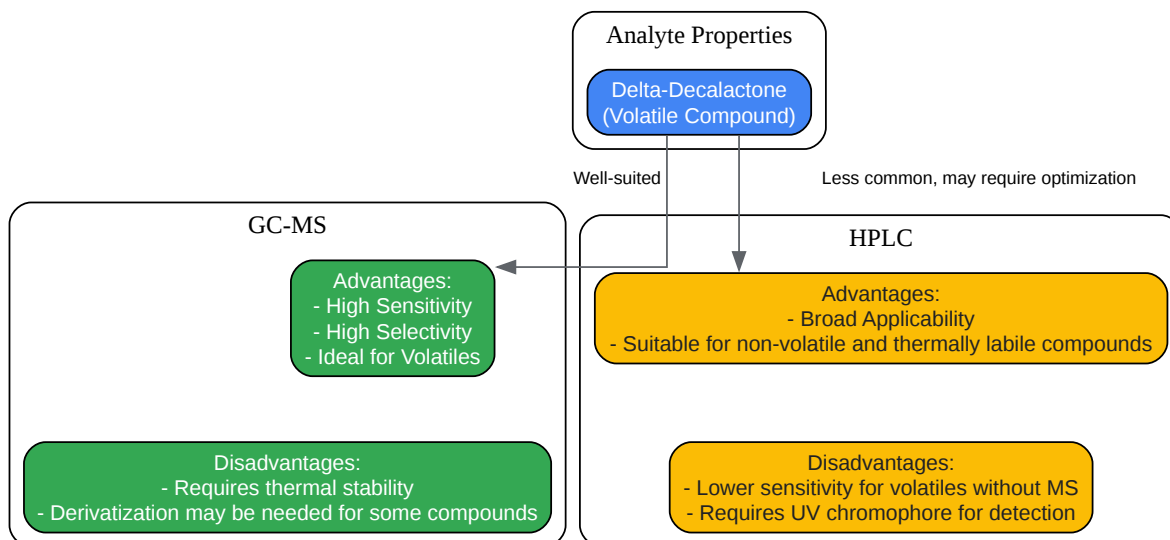 Analyte Properties
Delta-Decalactone
(Volatile Compound)
Well-suited
Less common, may require optimization
GC-MS
Advantages:
- High Sensitivity
- High Selectivity
- Ideal for Volatiles
Disadvantages:
- Requires thermal stability
- Derivatization may be needed for some compounds
HPLC
Advantages:
- Broad Applicability
- Suitable for non-volatile and thermally labile compounds
Disadvantages:
- Lower sensitivity for volatiles without MS
- Requires UV chromophore for detection